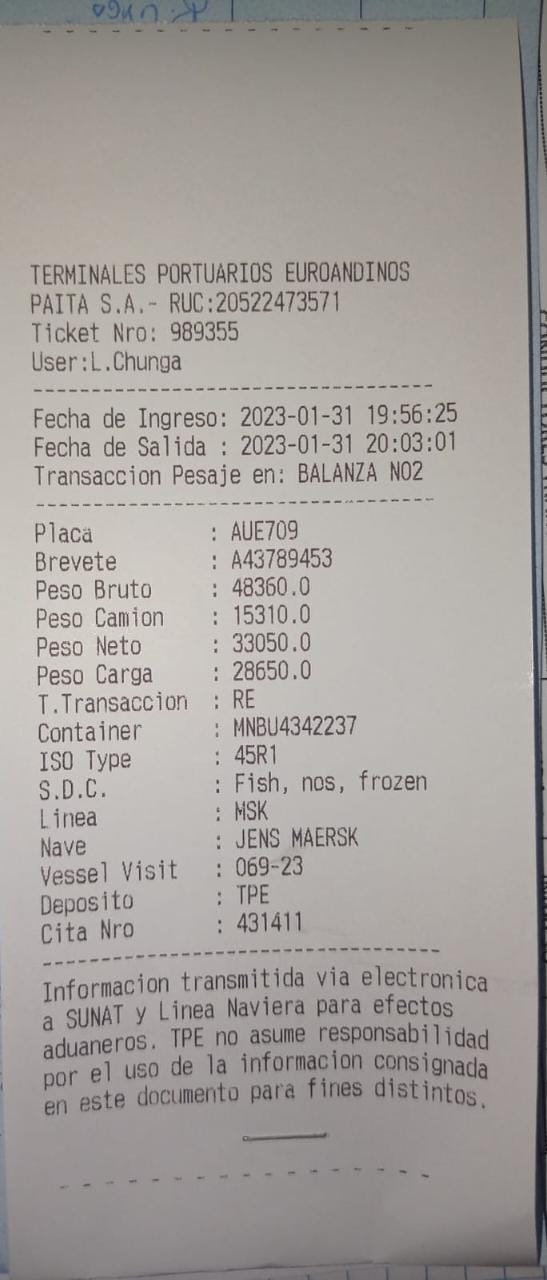 TERMINALES PORTUARIOS EUROANDINOS
PAITA S.A.- RUC:20522473571
Ticket Nro: 989355
User:L.Chunga
Fecha de Ingreso: 2023-01-31 19:56:25
Fecha de Salida : 2023-01-31 20:03:01
Transaccion Pesaje en: BALANZA NO2
Placa : AUE709
Brevete : A43789453
Peso Bruto : 48360.0
Peso Camion : 15310.0
Peso Neto : 33050.0
Peso Carga : 28650.0
T.Transaccion : RE
Container : MNBU4342237
ISO Type : 45R1
S.D.C. : Fish, nos, frozen
Linea : MSK
Nave : JENS MAERSK
Vessel Visit : 069-23
Deposito : TPE
Cita Nro : 431411
Informacion transmitida via electronica
a SUNAT y Linea Naviera para efectos
aduaneros. TPE no asume responsabilidad
por el uso de la informacion consignada
en este documento para fines distintos.